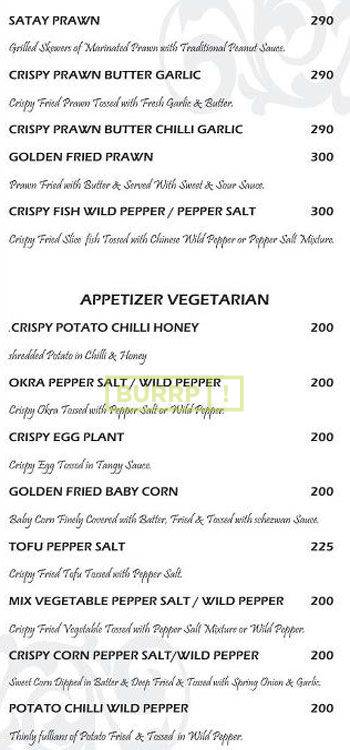 SATAY PRAWN 290
Grilled Skewers of Marinated Prawn with Traditional Peanut Sauce.
CRISPY PRAWN BUTTER GARLIC 290
Crispy Fried Prawn Tossed with Fresh Garlic & Butter.
CRISPY PRAWN BUTTER CHILLI GARLIC 290
GOLDEN FRIED PRAWN 300
Prawn Fried with Butter & Served With Sweet & Sour Sauce.
CRISPY FISH WILD PEPPER / PEPPER SALT 300
Crispy Fried Slice fish Tossed with Chinese Wild Pepper or Pepper Salt Mixture.
APPETIZER VEGETARIAN
.CRISPY POTATO CHILLI HONEY 200
shredded Potato in Chilli & Honey
OKRA PEPPER SALT / WILD PEPPER 200
BURRP!
Crispy Okra Tossed with Pepper Salt or Wild Pepper.
CRISPY EGG PLANT 200
Crispy Egg Tossed in Tangy Sauce.
GOLDEN FRIED BABY CORN 200
Baby Corn Finely Covered with Batter, Fried & Tossed with schezwan Sauce.
TOFU PEPPER SALT 225
Crispy Fried Tofu Tossed with Pepper Salt.
MIX VEGETABLE PEPPER SALT / WILD PEPPER 200
Crispy Fried Vegetable Tossed with Pepper Salt Mixture or Wild Pepper.
CRISPY CORN PEPPER SALT/WILD PEPPER 200
Sweet Corn Dipped in Batter & Deep Fried & Tossed with Spring Onion & Garlic.
POTATO CHILLI WILD PEPPER 200
Thinly fullians of Potato Fried & Tossed in Wild Pepper.